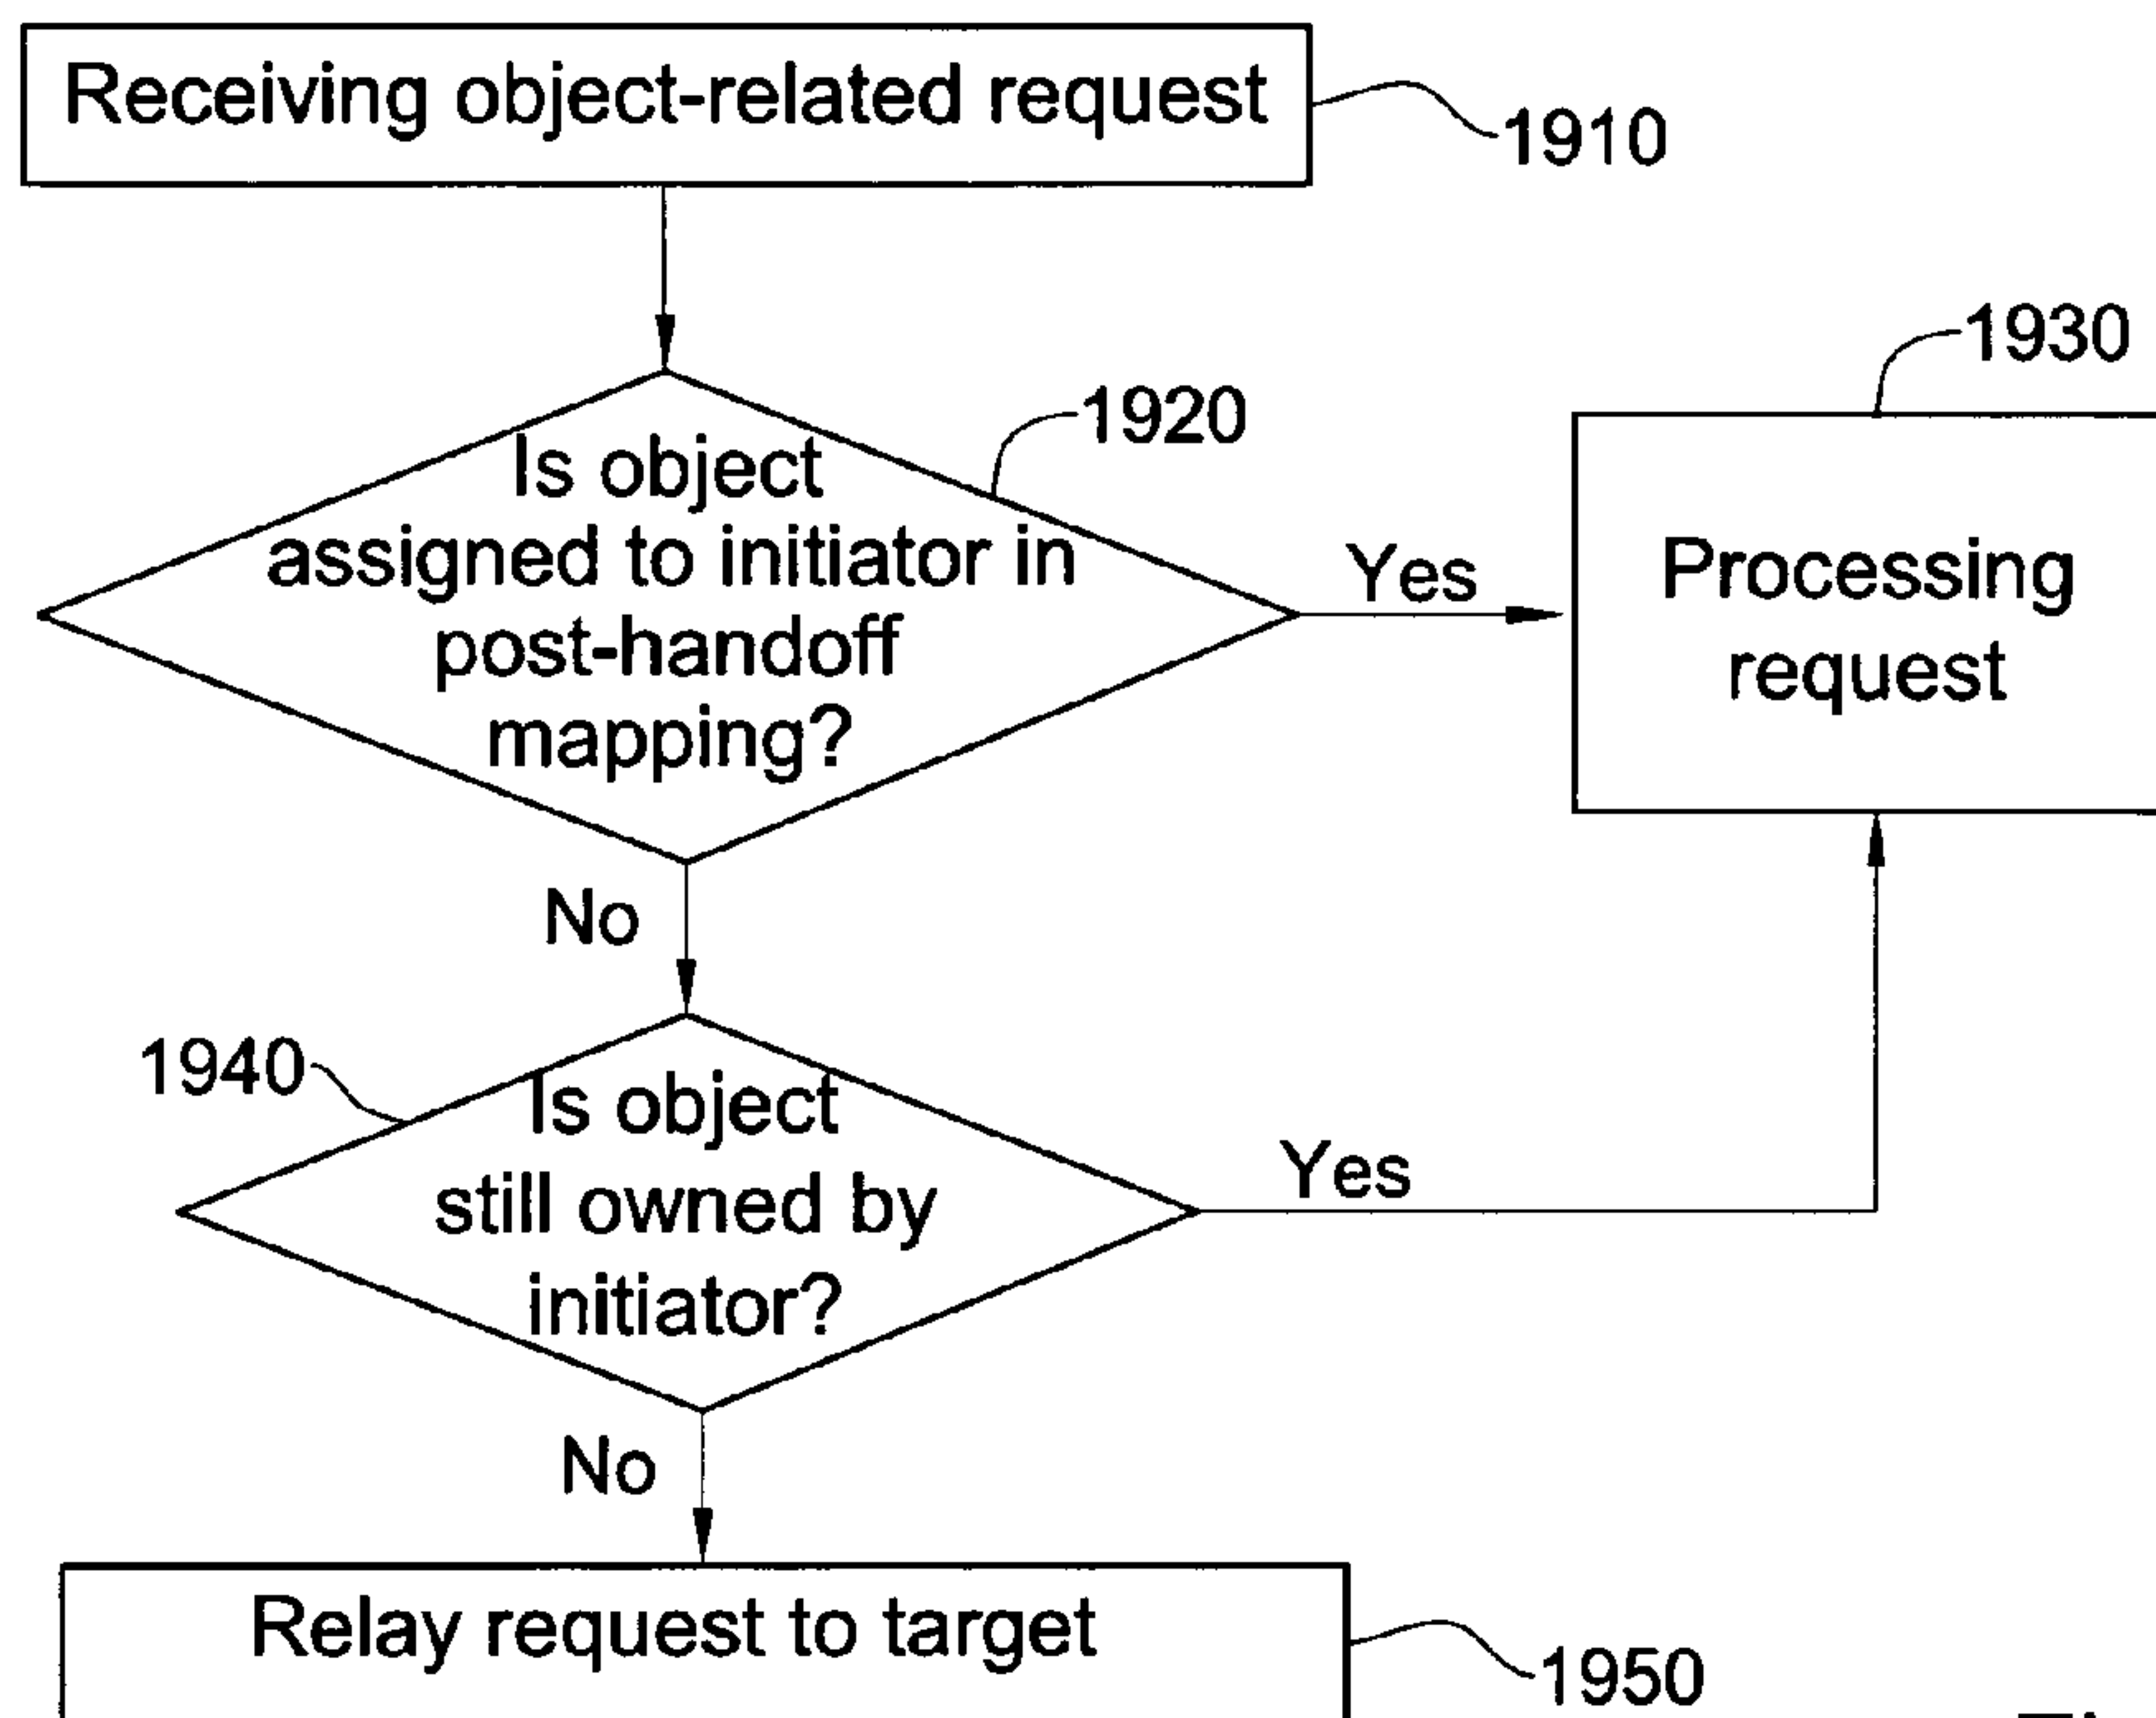 Receiving object-related request
1910
1930
1920
Is object
assigned to initiator in
post-handoff
mapping?
Yes
Processing
request
No
1940
Is object
still owned by
initiator?
Yes
No
Relay request to target
1950